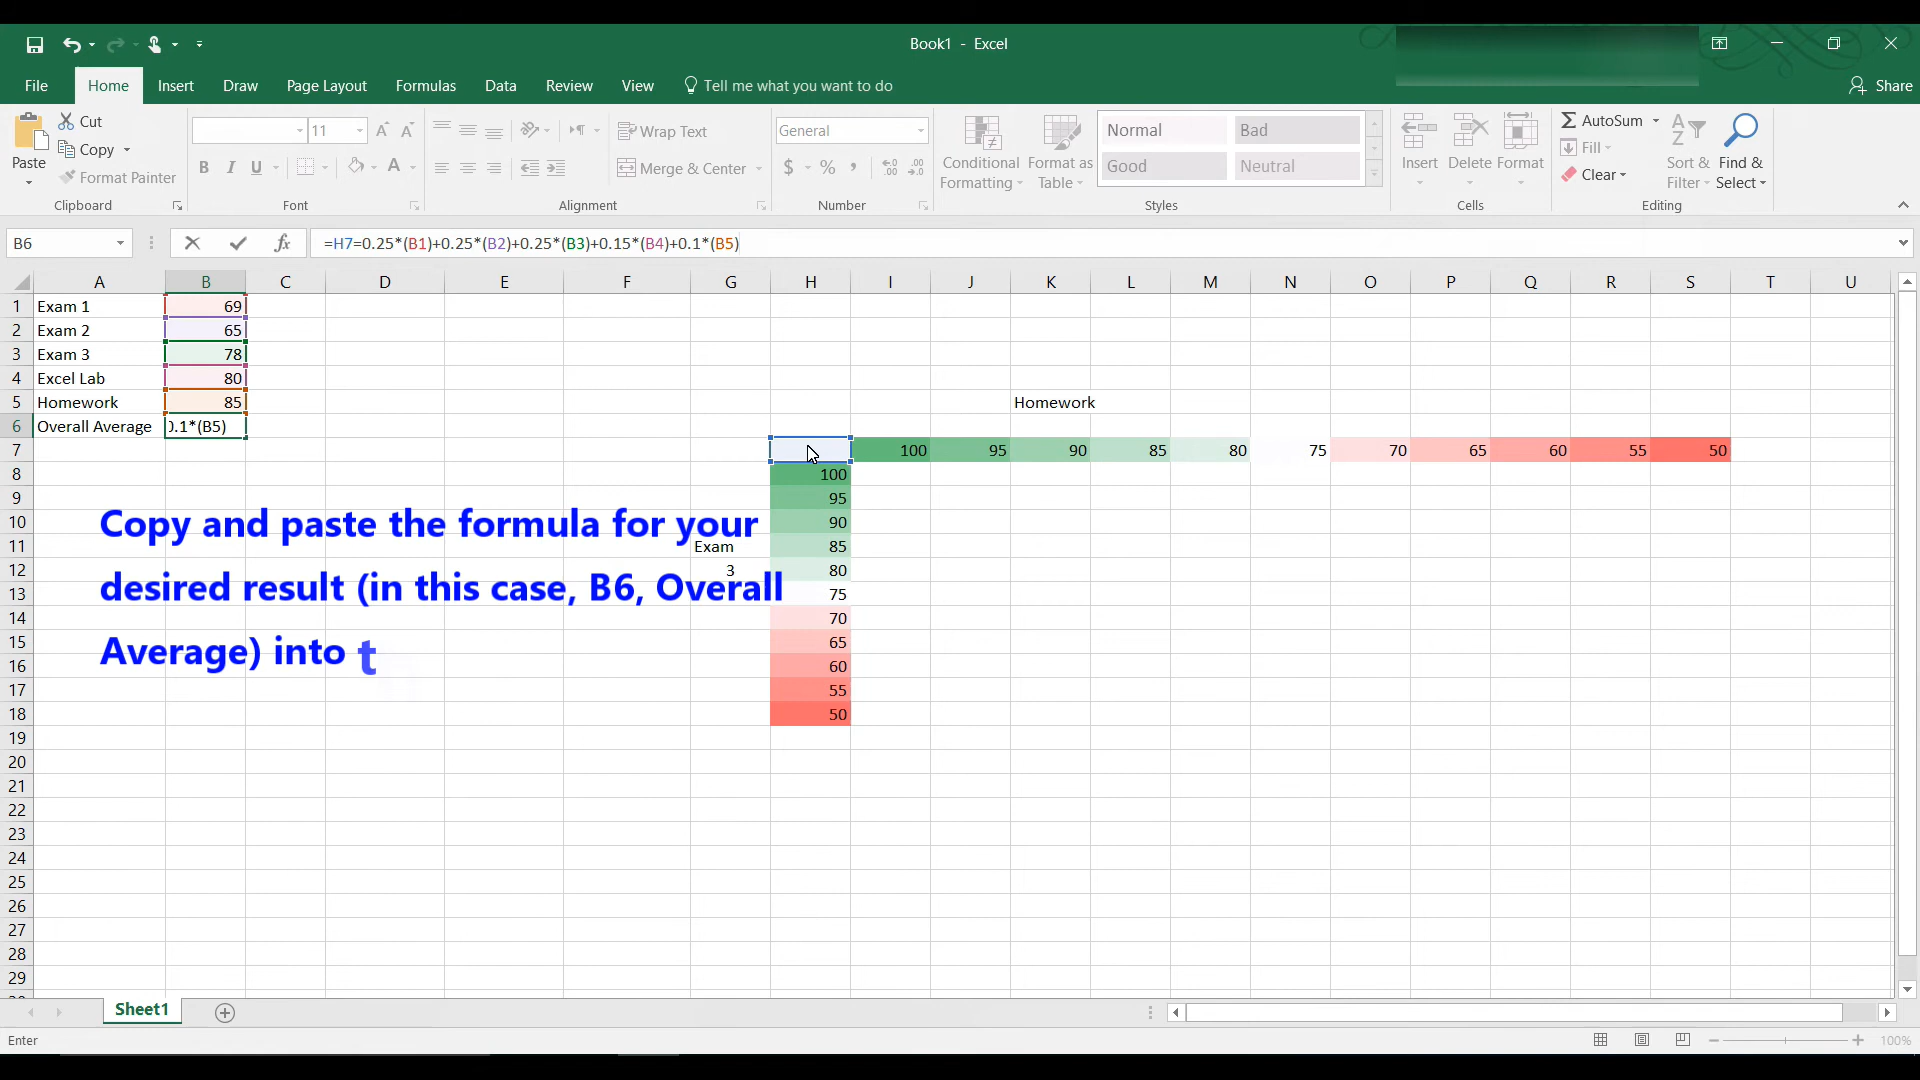 Book1 - Excel
File Home Insert Draw Page Layout Formulas Data Review View Tell me what you want to do Share
Paste Cut Copy Format Painter Clipboard
11 B I U A Font
Wrap Text Merge & Center Alignment
General $ % Number
Conditional Formatting Format as Table Normal Bad Good Neutral Styles
Insert Delete Format Cells
AutoSum Fill Clear Sort & Filter Find & Select Editing
B6 fx =H7=0.25*(B1)+0.25*(B2)+0.25*(B3)+0.15*(B4)+0.1*(B5)
A B C D E F G H I J K L M N O P Q R S T U
1 Exam 1 69
2 Exam 2 65
3 Exam 3 78
4 Excel Lab 80
5 Homework 85 Homework
6 Overall Average 0.1*(B5)
7 100 95 90 85 80 75 70 65 60 55 50
8 100
9 95
10 90
11 Exam 85
12 3 80
13 75
14 70
15 65
16 60
17 55
18 50
19
20
21
22
23
24
25
26
27
28
29
Copy and paste the formula for your
desired result (in this case, B6, Overall
Average) into t
Sheet1
Enter 100%